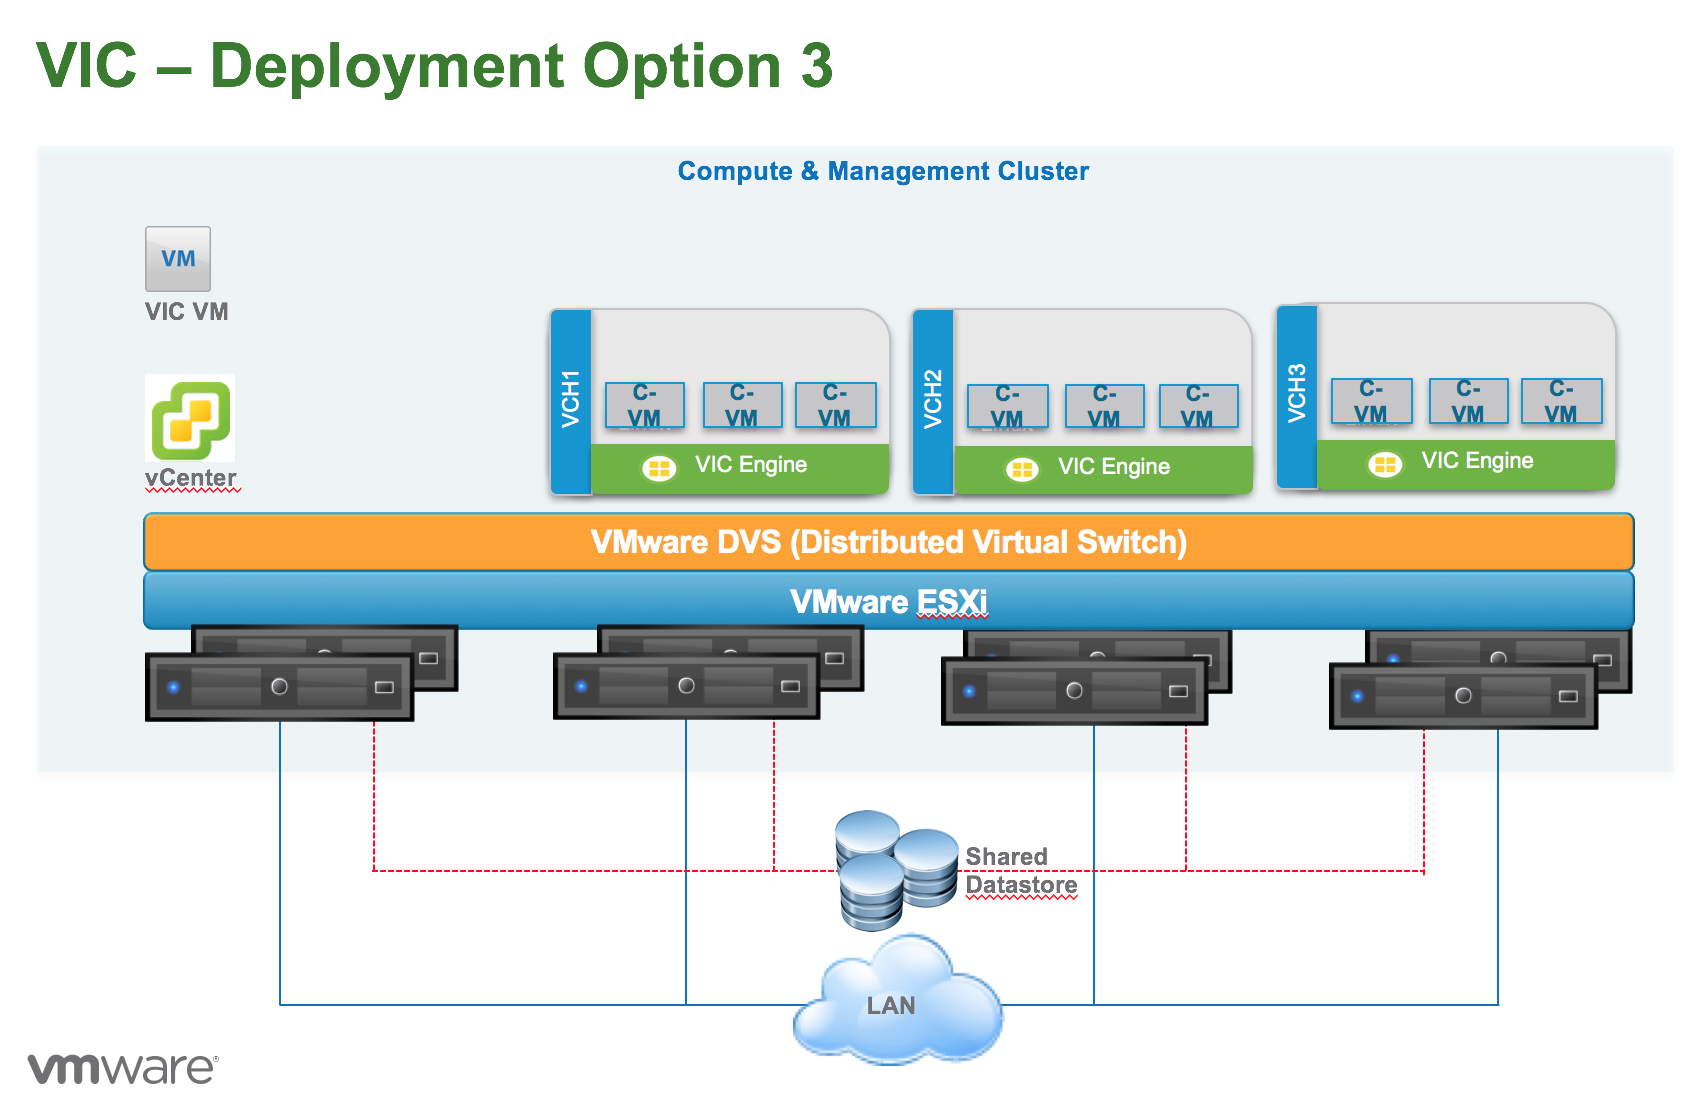 VIC – Deployment Option 3
Compute & Management Cluster
VM
VIC VM
vCenter
VCH1
C-
VM
C-
VM
C-
VM
VIC Engine
VCH2
C-
VM
C-
VM
C-
VM
VIC Engine
VCH3
C-
VM
C-
VM
C-
VM
VIC Engine
VMware DVS (Distributed Virtual Switch)
VMware ESXi
Shared
Datastore
LAN
vmware®